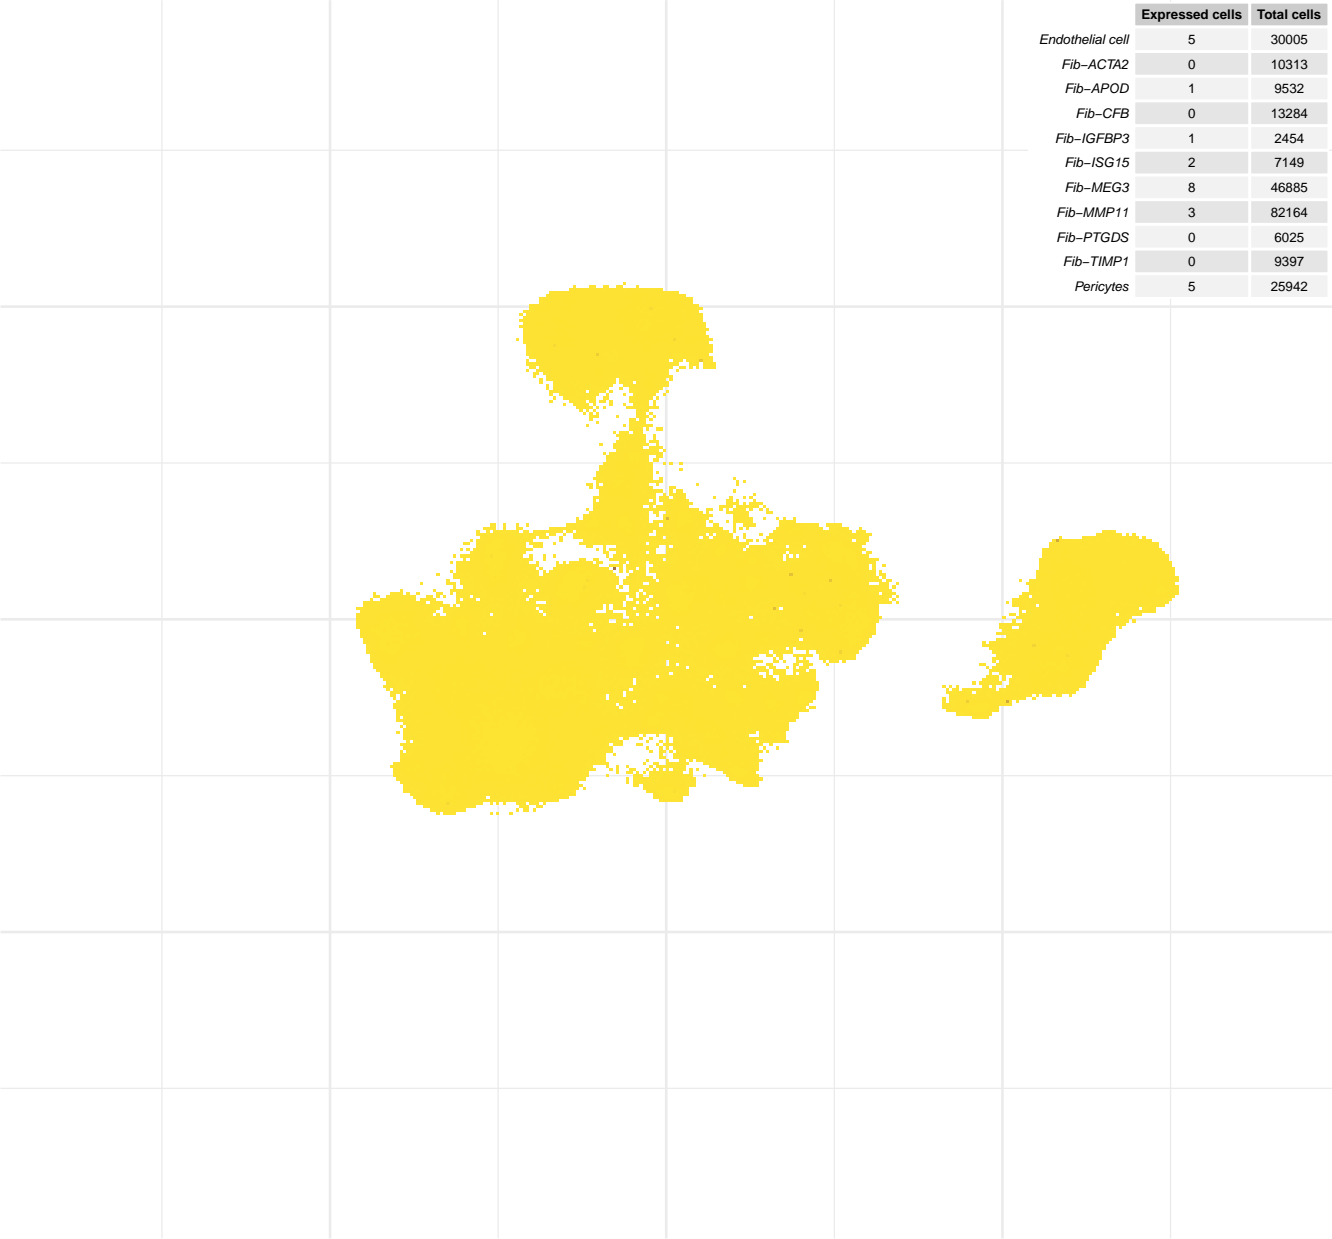 Expressed cells Total cells
Endothelial cell 5 30005
Fib−ACTA2 0 10313
Fib−APOD 1 9532
Fib−CFB 0 13284
Fib−IGFBP3 1 2454
Fib−ISG15 2 7149
Fib−MEG3 8 46885
Fib−MMP11 3 82164
Fib−PTGDS 0 6025
Fib−TIMP1 0 9397
Pericytes 5 25942